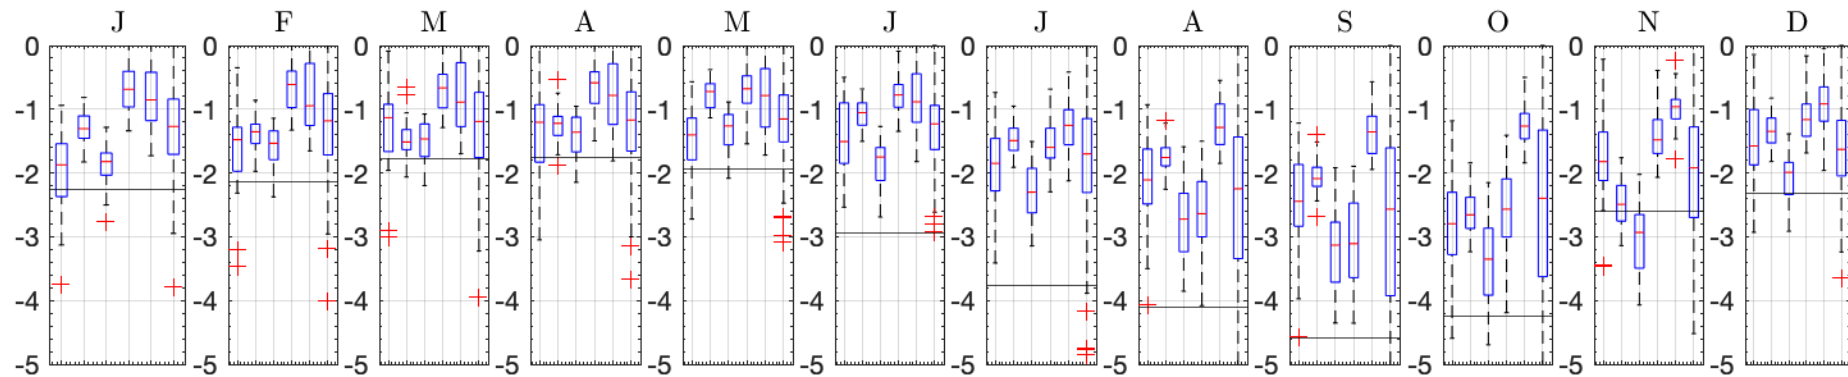 J F M A M J J A S O N D
0 0 0 0 0 0 0 0 0 0 0 0
-1 -1 -1 -1 -1 -1 -1 -1 -1 -1 -1 -1
-2 -2 -2 -2 -2 -2 -2 -2 -2 -2 -2 -2
-3 -3 -3 -3 -3 -3 -3 -3 -3 -3 -3 -3
-4 -4 -4 -4 -4 -4 -4 -4 -4 -4 -4 -4
-5 -5 -5 -5 -5 -5 -5 -5 -5 -5 -5 -5